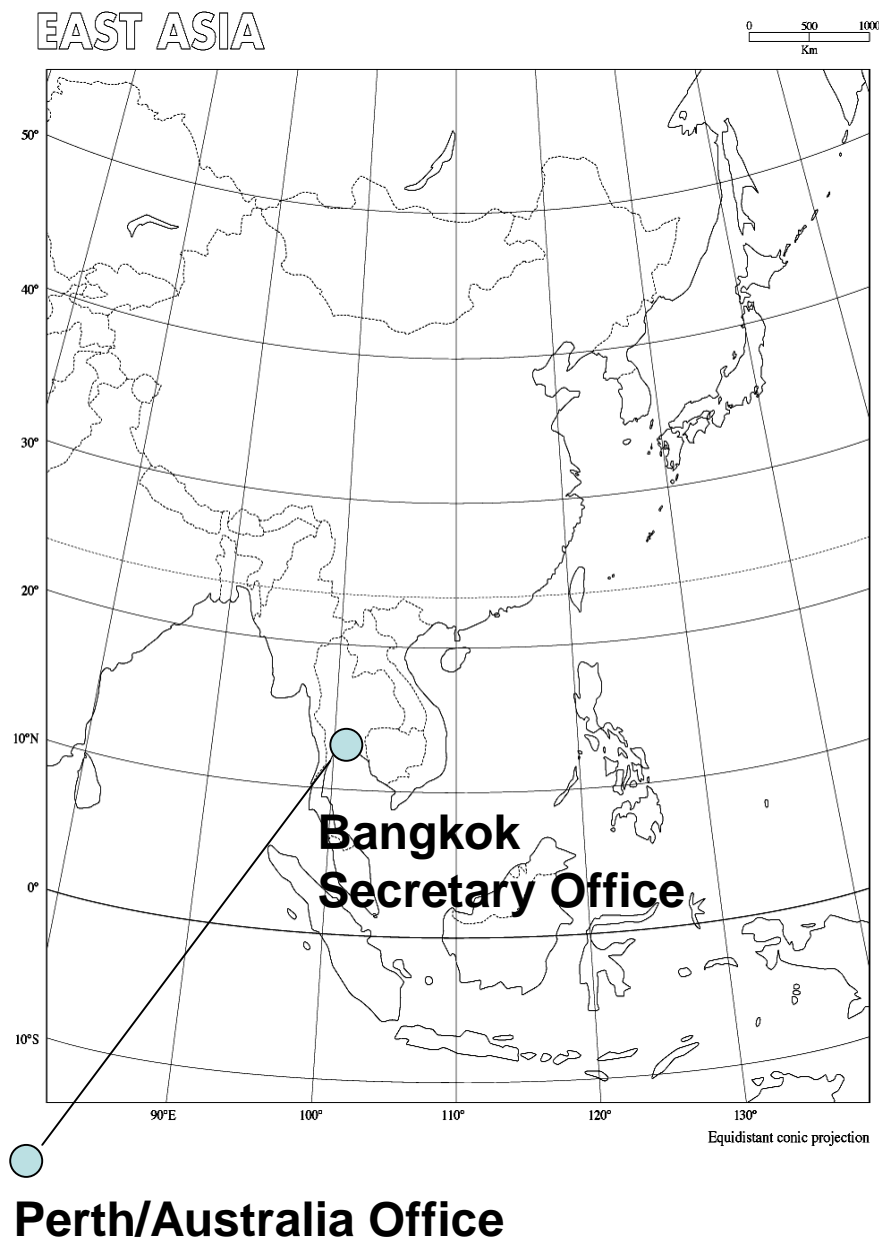 EAST ASIA
0 500 1000
Km
50°
40°
30°
20°
10°N
0°
10°S
Bangkok
Secretary Office
90°E 100° 110° 120° 130°
Equidistant conic projection
Perth/Australia Office